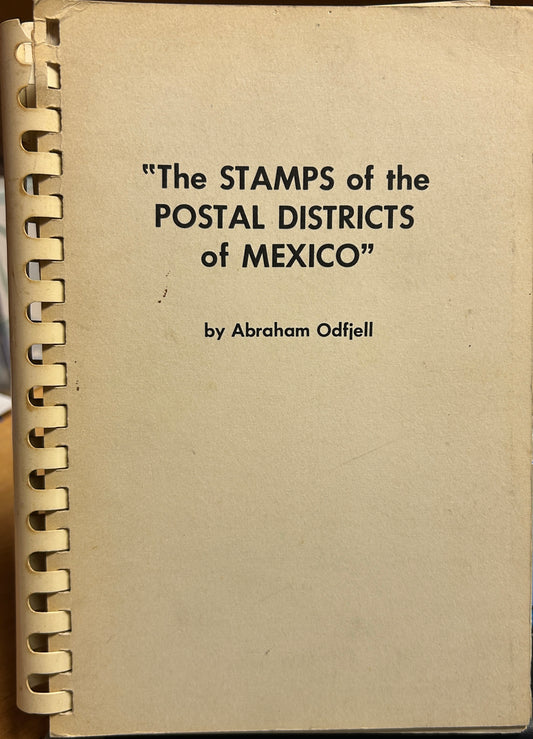 "The STAMPS of the
POSTAL DISTRICTS
of MEXICO"
by Abraham Odfjell